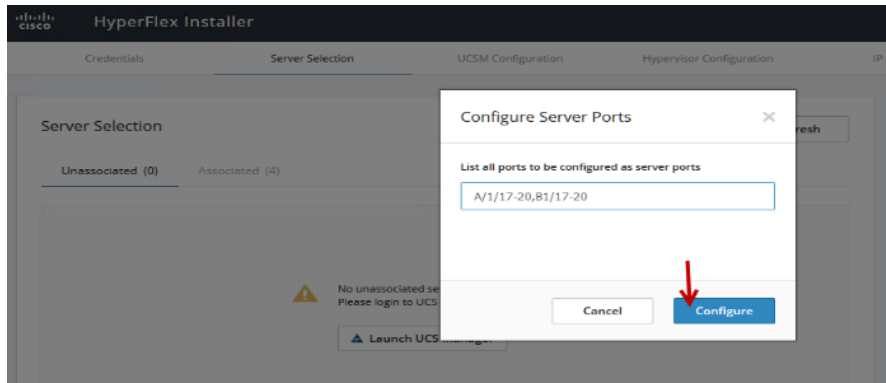 cisco HyperFlex Installer
Credentials Server Selection UCSM Configuration Hypervisor Configuration IP
Configure Server Ports ×
Server Selection resh
List all ports to be configured as server ports
Unassociated (0) Associated (4)
A/1/17-20,B1/17-20
No unassociated se
Please login to UCS
Cancel Configure
Launch UCS Manager